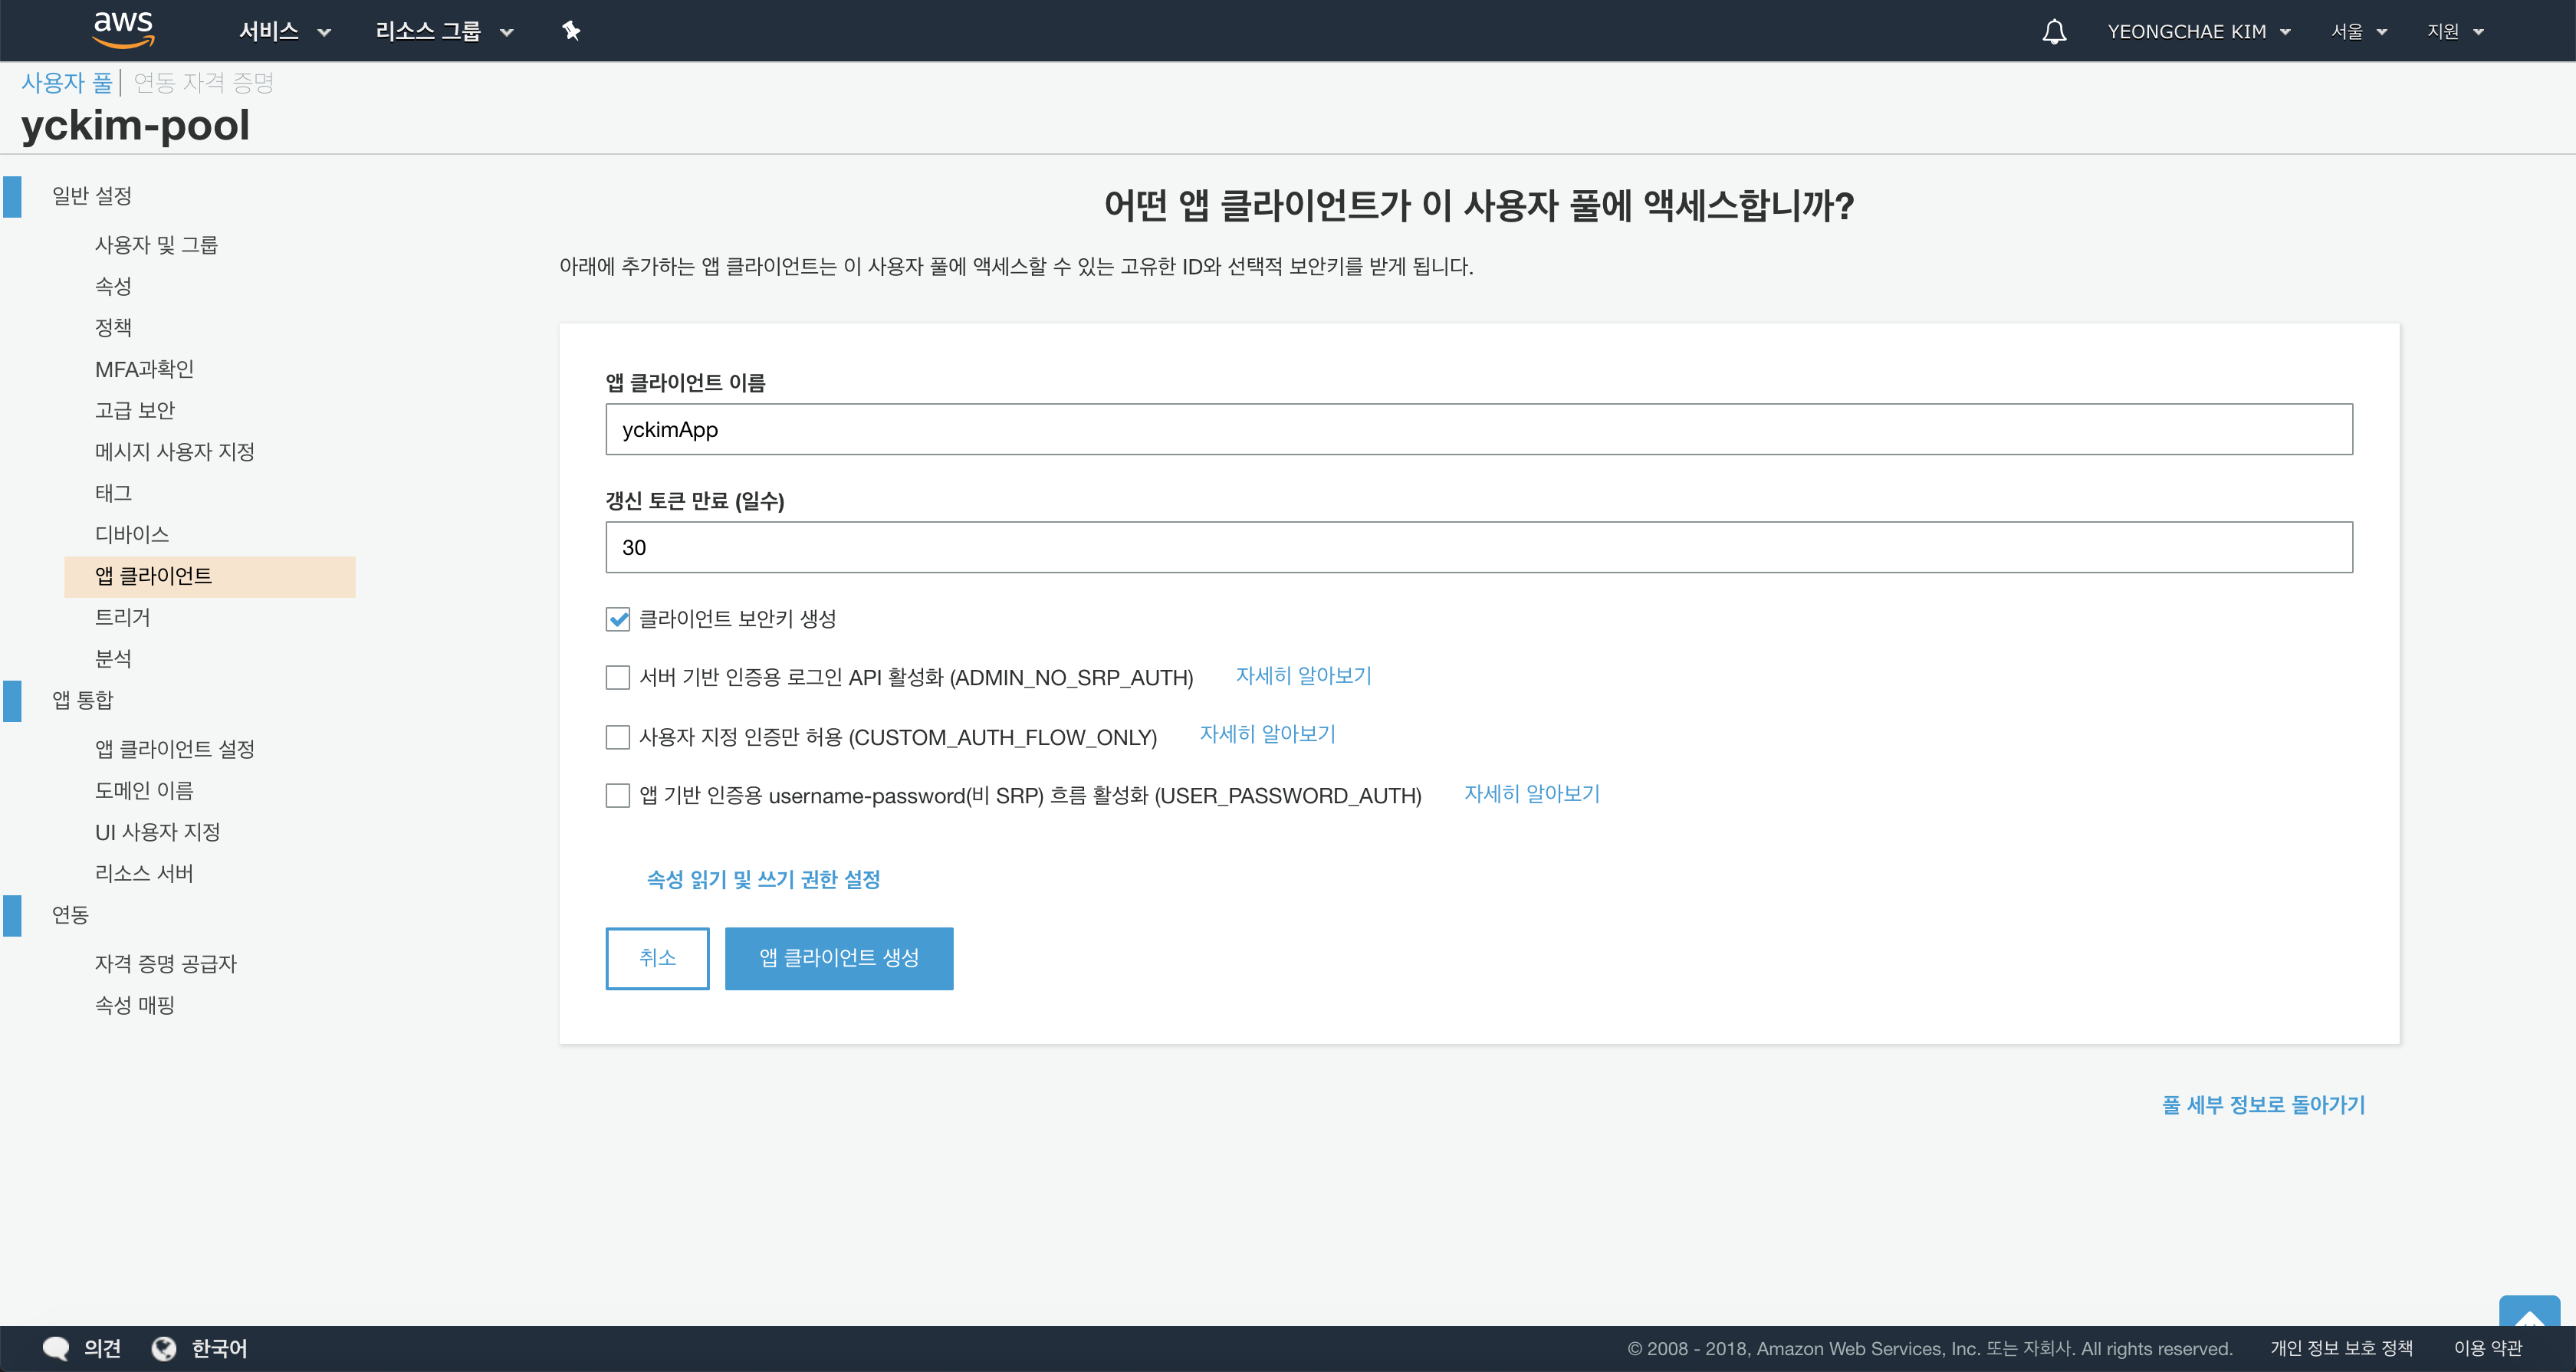 aws 서비스 리소스 그룹 YEONGCHAE KIM 서울 지원
사용자 풀 | 연동 자격 증명
yckim-pool
일반 설정
사용자 및 그룹
속성
정책
MFA과확인
고급 보안
메시지 사용자 지정
태그
디바이스
앱 클라이언트
트리거
분석
앱 통합
앱 클라이언트 설정
도메인 이름
UI 사용자 지정
리소스 서버
연동
자격 증명 공급자
속성 매핑
어떤 앱 클라이언트가 이 사용자 풀에 액세스합니까?
아래에 추가하는 앱 클라이언트는 이 사용자 풀에 액세스할 수 있는 고유한 ID와 선택적 보안키를 받게 됩니다.
앱 클라이언트 이름
yckimApp
갱신 토큰 만료 (일수)
30
클라이언트 보안키 생성
서버 기반 인증용 로그인 API 활성화 (ADMIN_NO_SRP_AUTH) 자세히 알아보기
사용자 지정 인증만 허용 (CUSTOM_AUTH_FLOW_ONLY) 자세히 알아보기
앱 기반 인증용 username-password(비 SRP) 흐름 활성화 (USER_PASSWORD_AUTH) 자세히 알아보기
속성 읽기 및 쓰기 권한 설정
취소 앱 클라이언트 생성
풀 세부 정보로 돌아가기
의견 한국어 © 2008 - 2018, Amazon Web Services, Inc. 또는 자회사. All rights reserved. 개인 정보 보호 정책 이용 약관